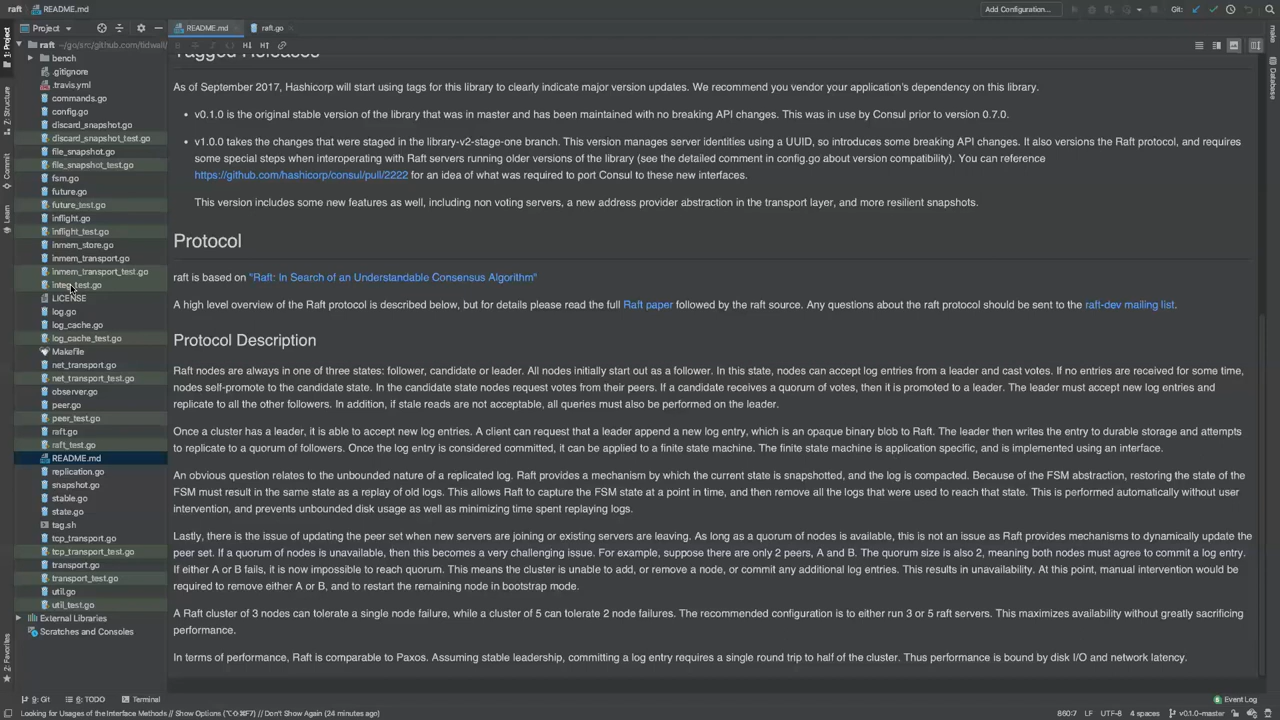 raft
README.md
Add Configuration...
Git:
1: Project
2: Structure
Commit
Learn
2: Favorites
Project
raft ~/go/src/github.com/tidwall/
bench
.gitignore
.travis.yml
commands.go
config.go
discard_snapshot.go
discard_snapshot_test.go
file_snapshot.go
file_snapshot_test.go
fsm.go
future.go
future_test.go
inflight.go
inflight_test.go
inmem_store.go
inmem_transport.go
inmem_transport_test.go
integ_test.go
LICENSE
log.go
log_cache.go
log_cache_test.go
Makefile
net_transport.go
net_transport_test.go
observer.go
peer.go
peer_test.go
raft.go
raft_test.go
README.md
replication.go
snapshot.go
stable.go
state.go
tag.sh
tcp_transport.go
tcp_transport_test.go
transport.go
transport_test.go
util.go
util_test.go
External Libraries
Scratches and Consoles
README.md
raft.go
Tagged Releases
As of September 2017, Hashicorp will start using tags for this library to clearly indicate major version updates. We recommend you vendor your application's dependency on this library.
• v0.1.0 is the original stable version of the library that was in master and has been maintained with no breaking API changes. This was in use by Consul prior to version 0.7.0.
• v1.0.0 takes the changes that were staged in the library-v2-stage-one branch. This version manages server identities using a UUID, so introduces some breaking API changes. It also versions the Raft protocol, and requires
some special steps when interoperating with Raft servers running older versions of the library (see the detailed comment in config.go about version compatibility). You can reference
https://github.com/hashicorp/consul/pull/2222 for an idea of what was required to port Consul to these new interfaces.
This version includes some new features as well, including non voting servers, a new address provider abstraction in the transport layer, and more resilient snapshots.
Protocol
raft is based on "Raft: In Search of an Understandable Consensus Algorithm"
A high level overview of the Raft protocol is described below, but for details please read the full Raft paper followed by the raft source. Any questions about the raft protocol should be sent to the raft-dev mailing list.
Protocol Description
Raft nodes are always in one of three states: follower, candidate or leader. All nodes initially start out as a follower. In this state, nodes can accept log entries from a leader and cast votes. If no entries are received for some time,
nodes self-promote to the candidate state. In the candidate state nodes request votes from their peers. If a candidate receives a quorum of votes, then it is promoted to a leader. The leader must accept new log entries and
replicate to all the other followers. In addition, if stale reads are not acceptable, all queries must also be performed on the leader.
Once a cluster has a leader, it is able to accept new log entries. A client can request that a leader append a new log entry, which is an opaque binary blob to Raft. The leader then writes the entry to durable storage and attempts
to replicate to a quorum of followers. Once the log entry is considered committed, it can be applied to a finite state machine. The finite state machine is application specific, and is implemented using an interface.
An obvious question relates to the unbounded nature of a replicated log. Raft provides a mechanism by which the current state is snapshotted, and the log is compacted. Because of the FSM abstraction, restoring the state of the
FSM must result in the same state as a replay of old logs. This allows Raft to capture the FSM state at a point in time, and then remove all the logs that were used to reach that state. This is performed automatically without user
intervention, and prevents unbounded disk usage as well as minimizing time spent replaying logs.
Lastly, there is the issue of updating the peer set when new servers are joining or existing servers are leaving. As long as a quorum of nodes is available, this is not an issue as Raft provides mechanisms to dynamically update the
peer set. If a quorum of nodes is unavailable, then this becomes a very challenging issue. For example, suppose there are only 2 peers, A and B. The quorum size is also 2, meaning both nodes must agree to commit a log entry.
If either A or B fails, it is now impossible to reach quorum. This means the cluster is unable to add, or remove a node, or commit any additional log entries. This results in unavailability. At this point, manual intervention would be
required to remove either A or B, and to restart the remaining node in bootstrap mode.
A Raft cluster of 3 nodes can tolerate a single node failure, while a cluster of 5 can tolerate 2 node failures. The recommended configuration is to either run 3 or 5 raft servers. This maximizes availability without greatly sacrificing
performance.
In terms of performance, Raft is comparable to Paxos. Assuming stable leadership, committing a log entry requires a single round trip to half of the cluster. Thus performance is bound by disk I/O and network latency.
make
Database
9: Git
6: TODO
Terminal
Event Log
Looking for Usages of the Interface Methods // Show Options (⌥⇧⌘F7) // Don't Show Again (24 minutes ago)
860:7
LF
UTF-8
4 spaces
v0.1.0-master